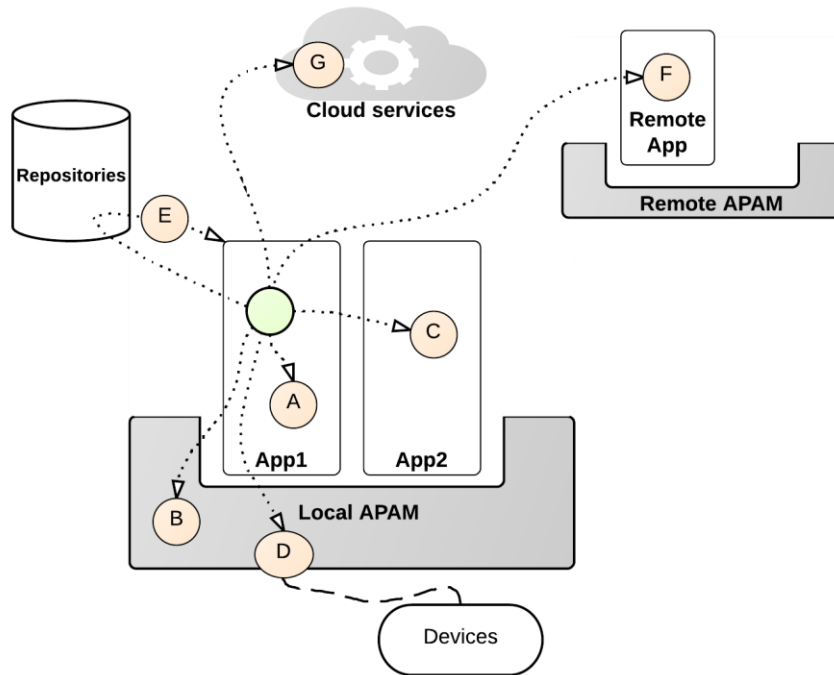 G
Cloud services
F
Remote
App
Remote APAM
Repositories
E
C
A
App1
App2
Local APAM
B
D
Devices